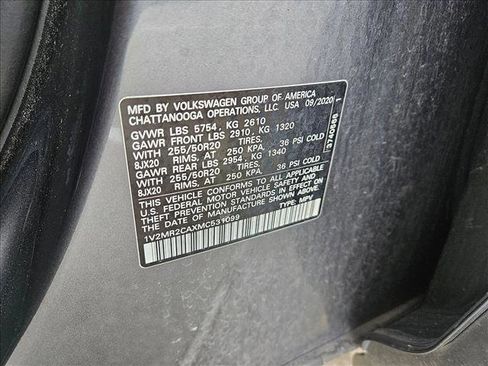 MFD BY VOLKSWAGEN GROUP OF AMERICA
CHATTANOOGA OPERATIONS, LLC. USA 09/2020
GVWR LBS 5754, KG 2610
GAWR FRONT LBS 2910, KG 1320
WITH 255/50R20 TIRES,
8JX20 RIMS, AT 250 KPA, 36 PSI COLD
GAWR REAR LBS 2954, KG 1340
WITH 255/50R20 TIRES,
8JX20 RIMS, AT 250 KPA, 36 PSI COLD
THIS VEHICLE CONFORMS TO ALL APPLICABLE
U.S. FEDERAL MOTOR VEHICLE SAFETY AND
THEFT PREVENTION STANDARDS IN EFFECT ON THE
DATE OF MANUFACTURE SHOWN ABOVE.
1V2MR2CAXMC531099 TYPE: MPV